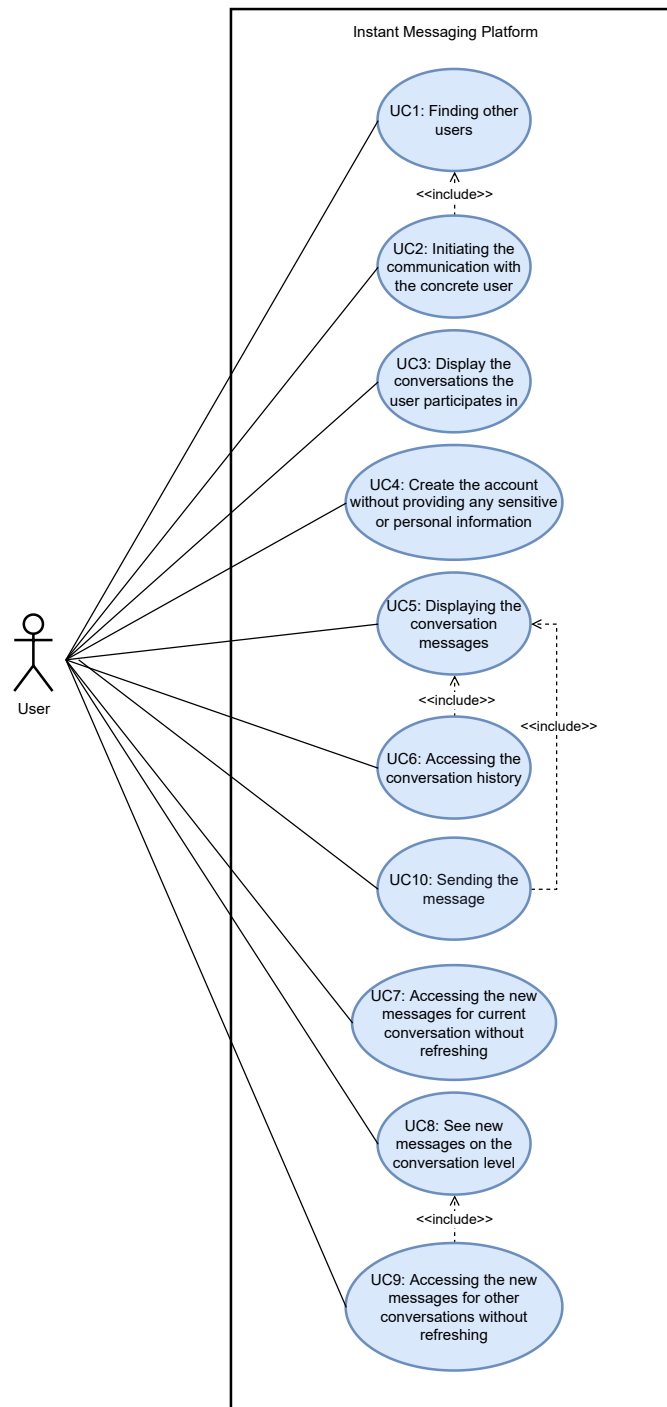 Instant Messaging Platform
UC1: Finding other
users
<<include>>
UC2: Initiating the
communication with
the concrete user
UC3: Display the
conversations the
user participates in
UC4: Create the account
without providing any sensitive
or personal information
UC5: Displaying the
conversation
messages
<<include>>
<<include>>
User
UC6: Accessing the
conversation history
UC10: Sending the
message
UC7: Accessing the new
messages for current
conversation without
refreshing
UC8: See new
messages on the
conversation level
<<include>>
UC9: Accessing the new
messages for other
conversations without
refreshing